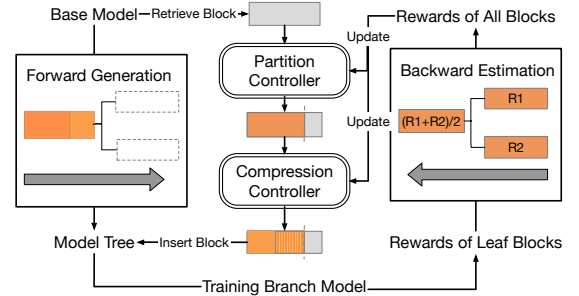 Base Model
Retrieve Block
Rewards of All Blocks
Update
Forward Generation
Partition
Controller
Backward Estimation
R1
(R1+R2)/2
R2
Update
Compression
Controller
Model Tree
Insert Block
Rewards of Leaf Blocks
Training Branch Model